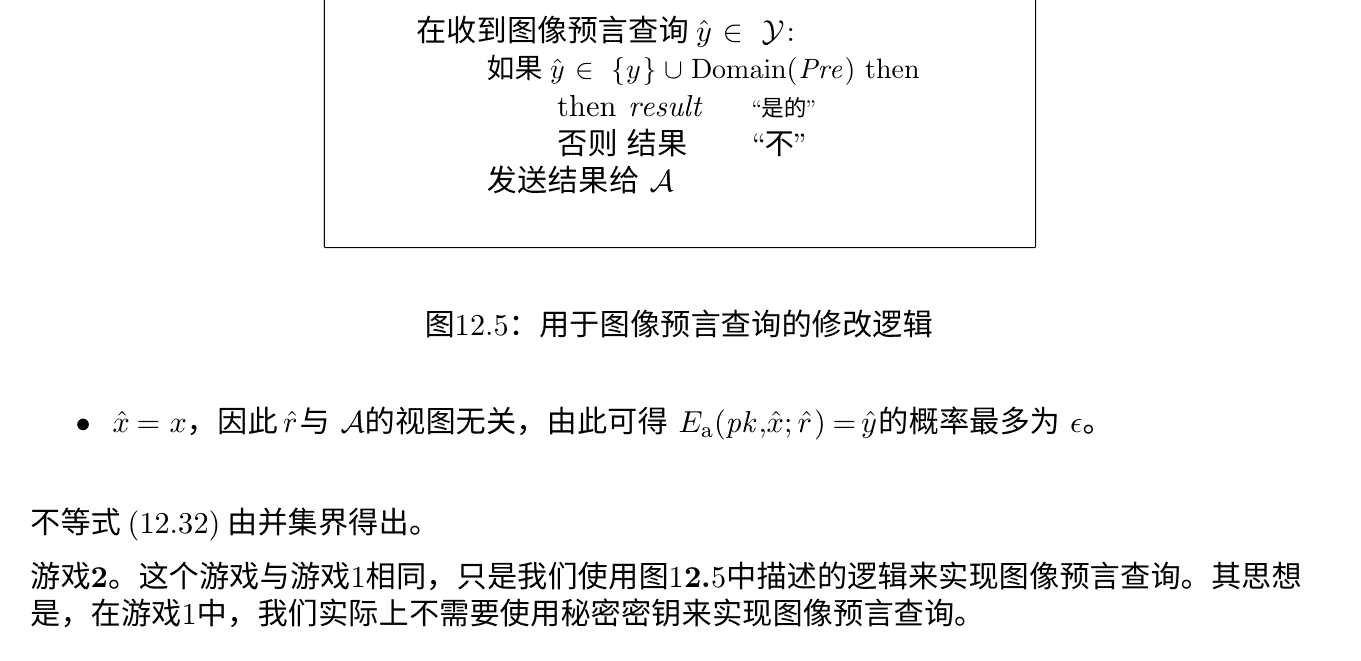 在收到图像预言查询 ŷ ∈ 𝒴:
如果 ŷ ∈ {y} ∪ Domain(Pre) then
then result “是的”
否则 结果 “不”
发送结果给 𝒜
图12.5：用于图像预言查询的修改逻辑
• x̂ = x，因此 r̂与 𝒜的视图无关，由此可得 Eₐ(pk,x̂; r̂) = ŷ的概率最多为 ϵ。
不等式 (12.32) 由并集界得出。
游戏2。这个游戏与游戏1相同，只是我们使用图12.5中描述的逻辑来实现图像预言查询。其思想
是，在游戏1中，我们实际上不需要使用秘密密钥来实现图像预言查询。